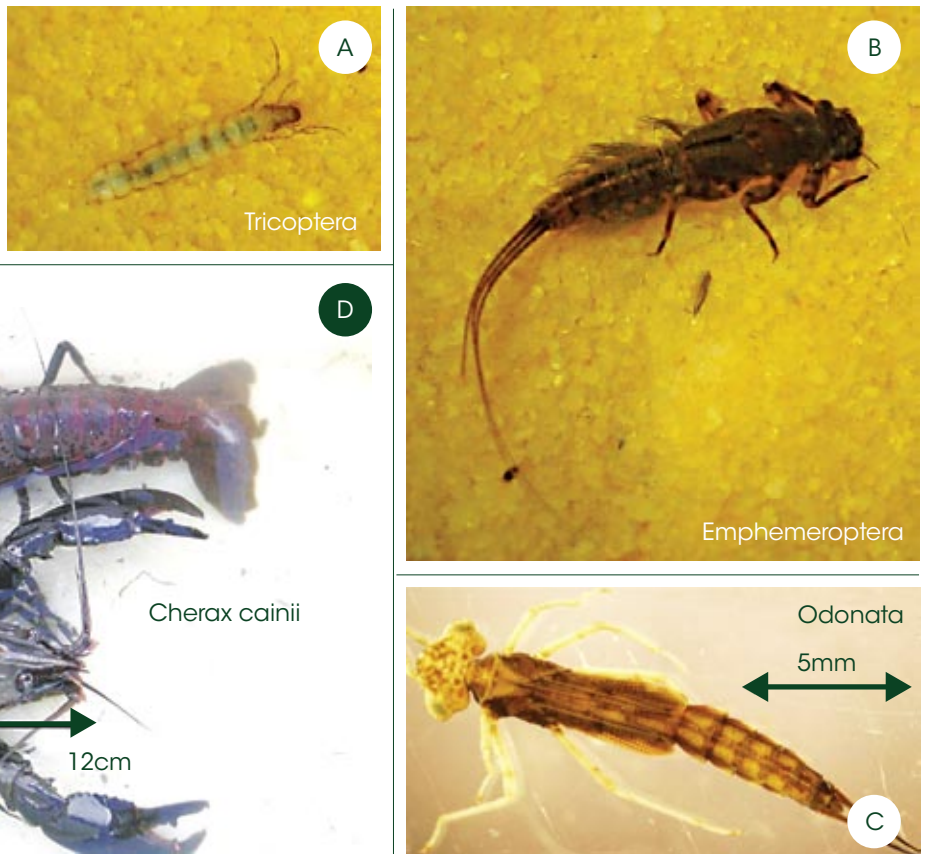 A
Tricoptera
B
Emphemeroptera
D
Cherax cainii
12cm
Odonata
5mm
C